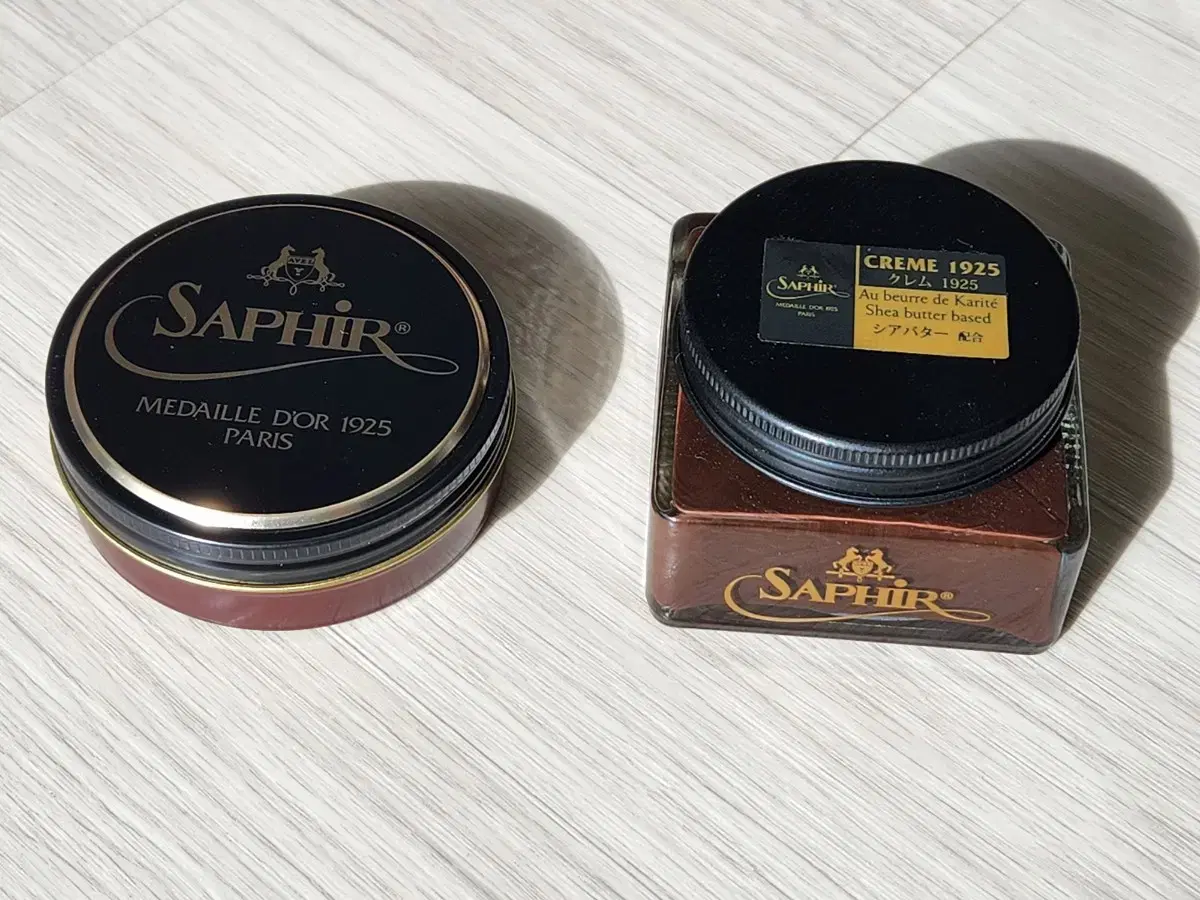 AVEL
SAPHIR®
MEDAILLE D'OR 1925
PARIS
SAPHIR
MEDAILLE D'OR 1925
PARIS
CREME 1925
クレム 1925
Au beurre de Karité
Shea butter based
シアバター 配合
SAPHIR®